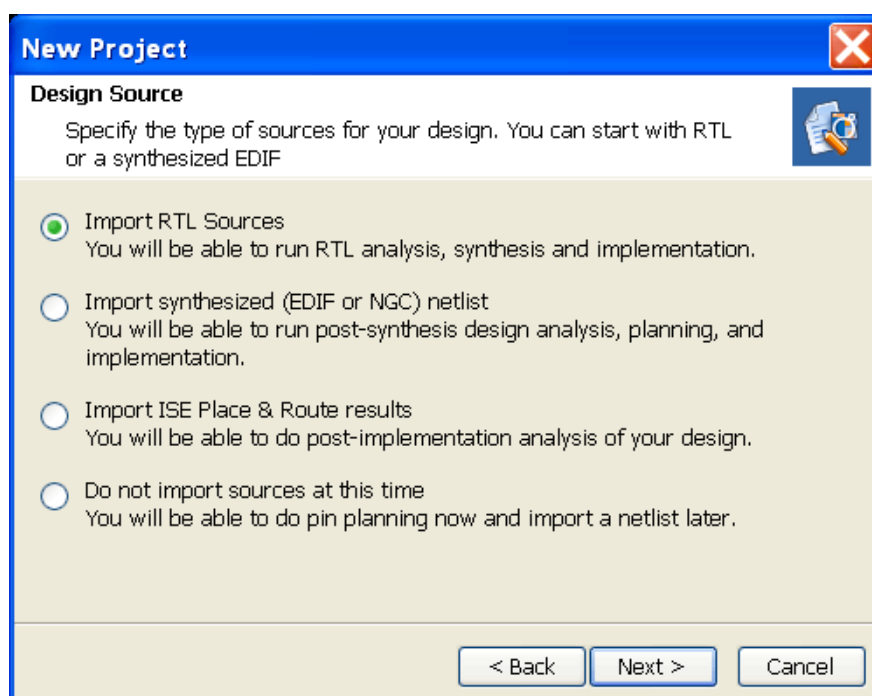 New Project
Design Source
Specify the type of sources for your design. You can start with RTL
or a synthesized EDIF
Import RTL Sources
You will be able to run RTL analysis, synthesis and implementation.
Import synthesized (EDIF or NGC) netlist
You will be able to run post-synthesis design analysis, planning, and
implementation.
Import ISE Place & Route results
You will be able to do post-implementation analysis of your design.
Do not import sources at this time
You will be able to do pin planning now and import a netlist later.
< Back
Next >
Cancel